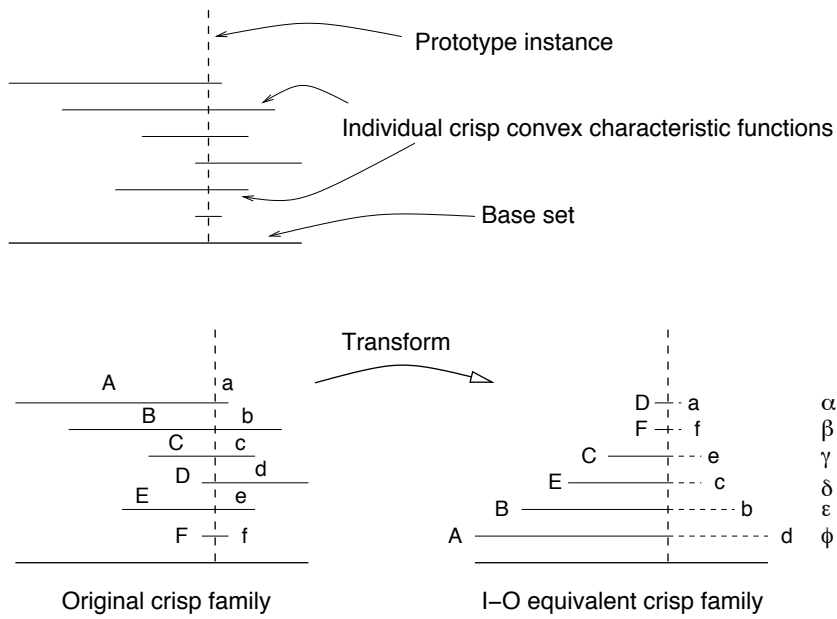 Prototype instance
Individual crisp convex characteristic functions
Base set
Transform
A a
B b
C c
D d
E e
F f
Original crisp family
D a α
F f β
C e γ
E c δ
B b ε
A d ϕ
I–O equivalent crisp family